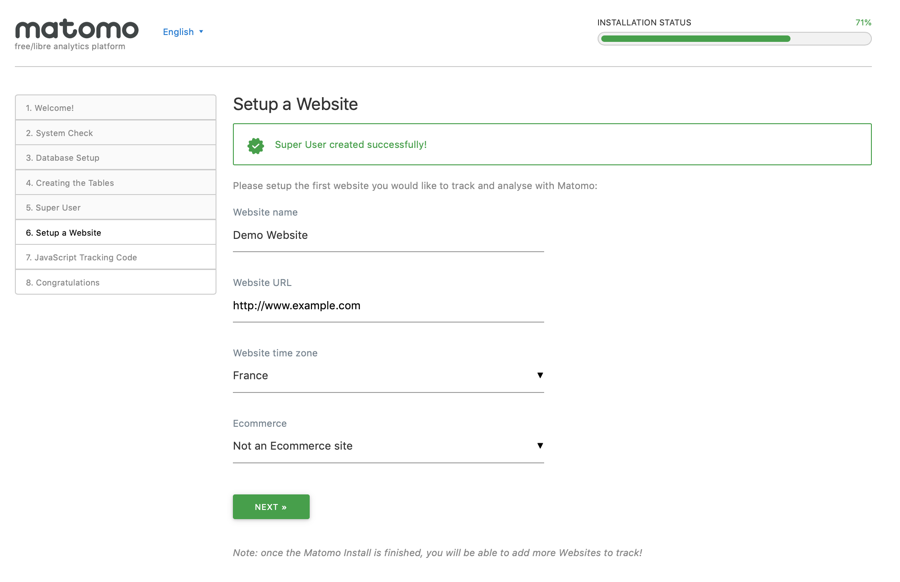 matomo
free/libre analytics platform
English
INSTALLATION STATUS
71%
1. Welcome!
2. System Check
3. Database Setup
4. Creating the Tables
5. Super User
6. Setup a Website
7. JavaScript Tracking Code
8. Congratulations
Setup a Website
Super User created successfully!
Please setup the first website you would like to track and analyse with Matomo:
Website name
Demo Website
Website URL
http://www.example.com
Website time zone
France
Ecommerce
Not an Ecommerce site
NEXT »
Note: once the Matomo Install is finished, you will be able to add more Websites to track!